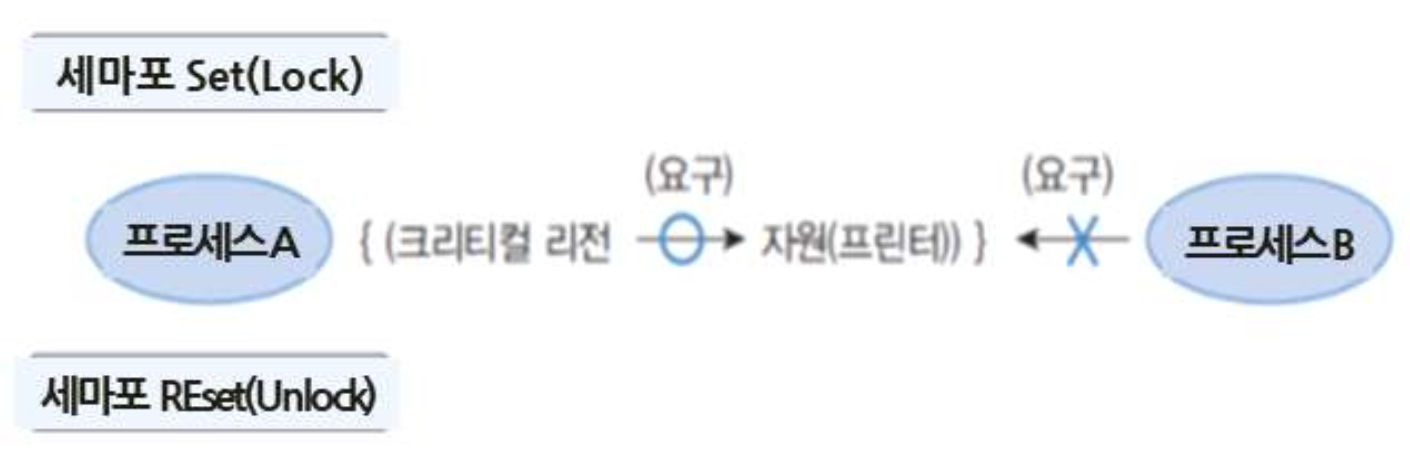 세마포 Set(Lock)
(요구) (요구)
프로세스A { (크리티컬 리전 자원(프린터)) } 프로세스B
세마포 REset(Unlock)